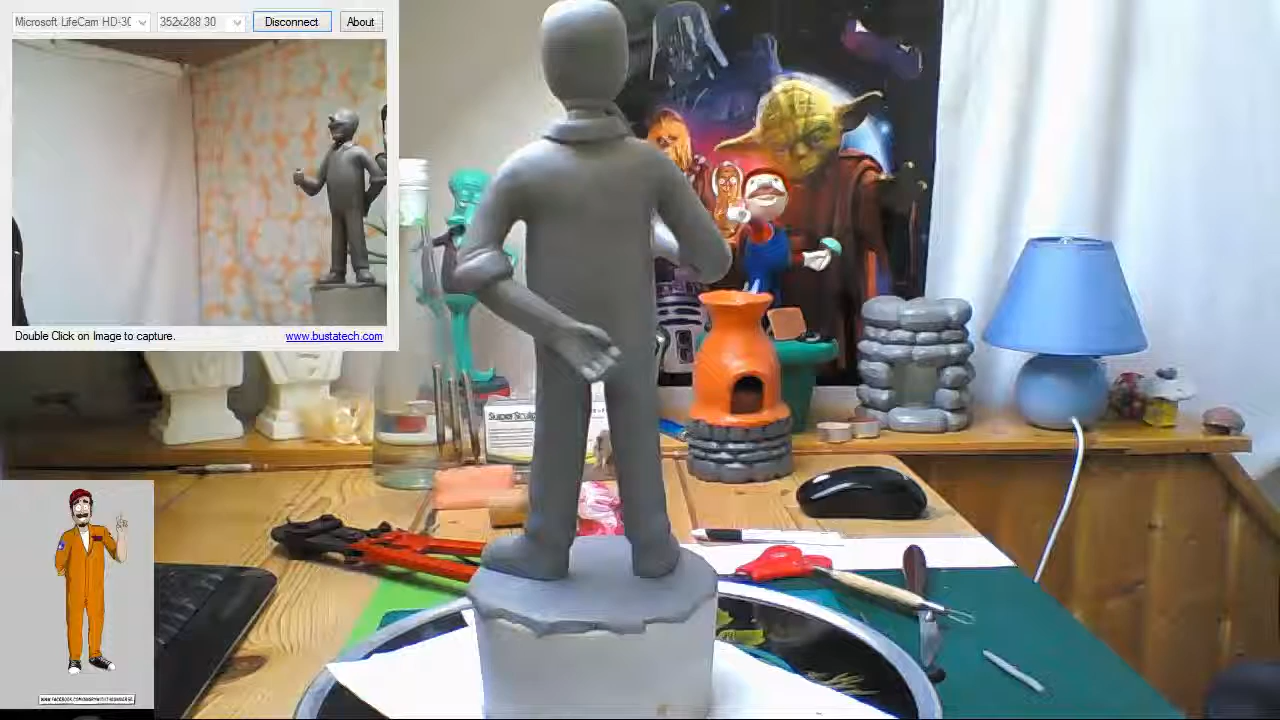 Microsoft LifeCam HD-30
352x288 30
Disconnect
About
Double Click on Image to capture.
www.bustatech.com
Super Sculp